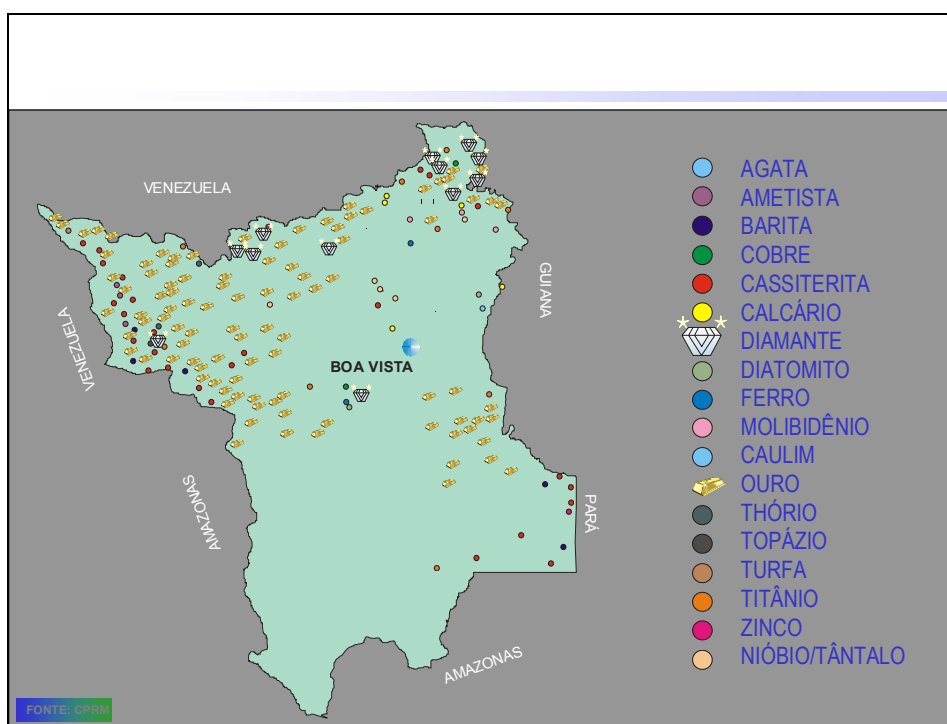 VENEZUELA
VENEZUELA
GUIANA
BOA VISTA
AMAZONAS
PARÁ
AMAZONAS
AGATA
AMETISTA
BARITA
COBRE
CASSITERITA
CALCÁRIO
DIAMANTE
DIATOMITO
FERRO
MOLIBIDÊNIO
CAULIM
OURO
THÓRIO
TOPÁZIO
TURFA
TITÂNIO
ZINCO
NIÓBIO/TÂNTALO
FONTE: CPRM